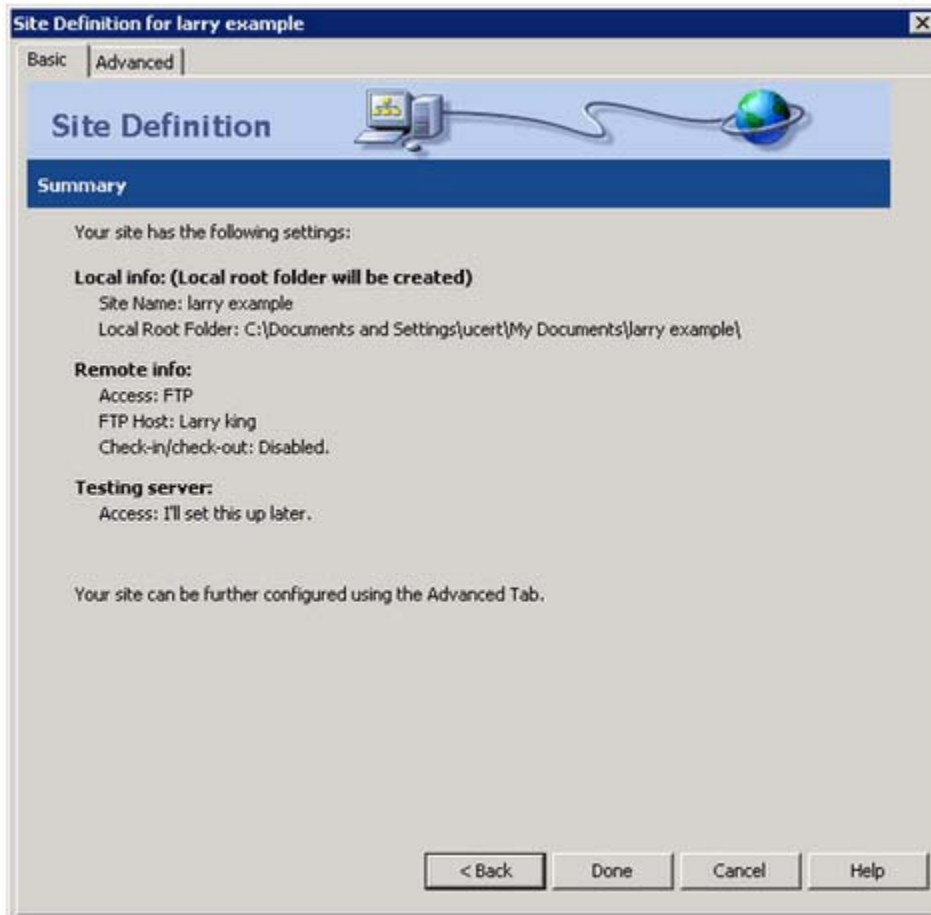 Site Definition for larry example
Basic
Advanced
Site Definition
Summary
Your site has the following settings:
Local info: (Local root folder will be created)
Site Name: larry example
Local Root Folder: C:\Documents and Settings\ucert\My Documents\larry example\
Remote info:
Access: FTP
FTP Host: Larry king
Check-in/check-out: Disabled.
Testing server:
Access: I'll set this up later.
Your site can be further configured using the Advanced Tab.
< Back
Done
Cancel
Help